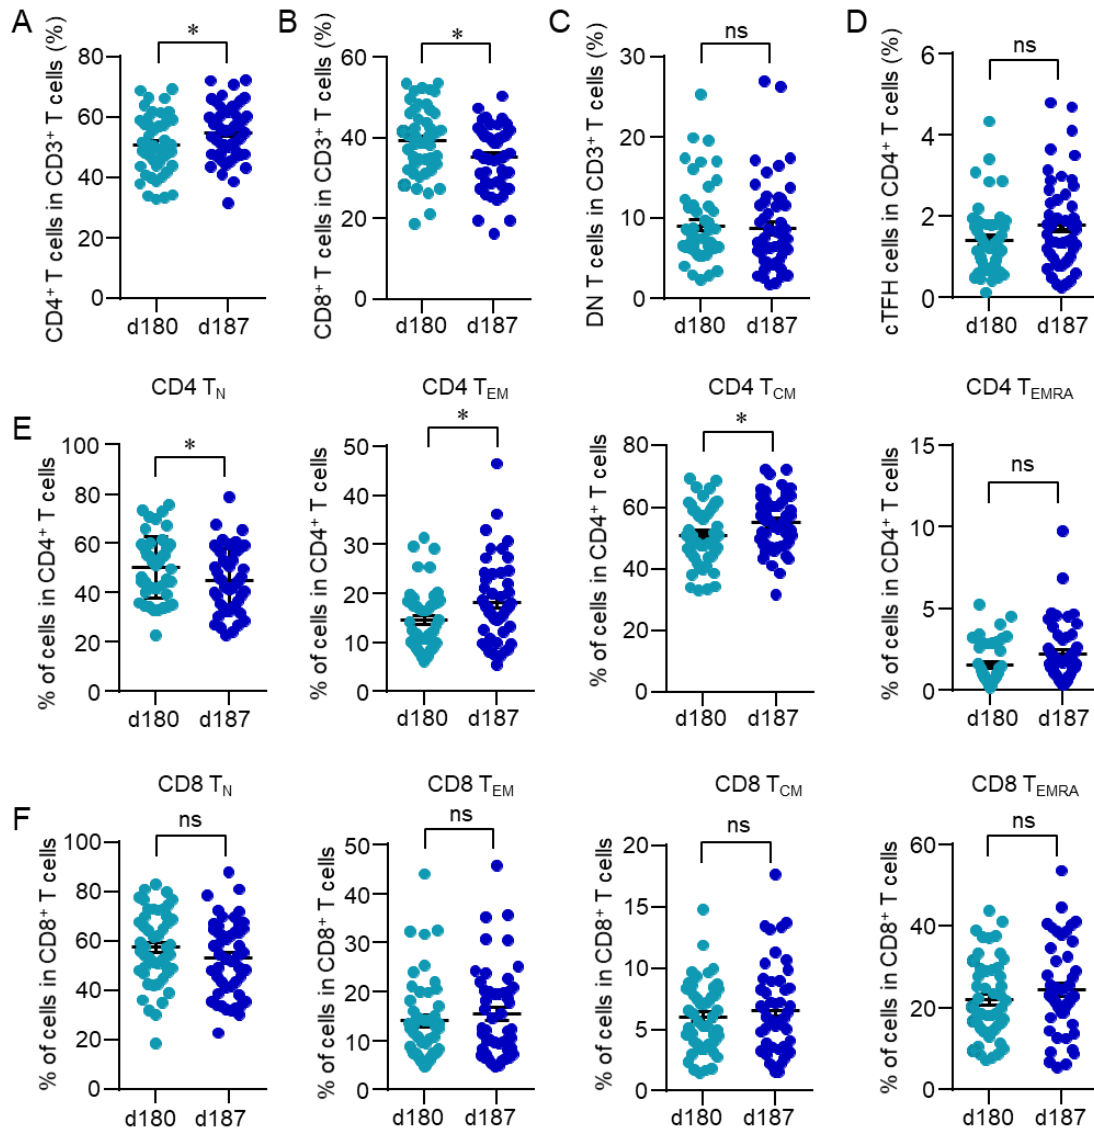 A
CD4⁺ T cells in CD3⁺ T cells (%)
80
60
40
20
0
*
d180 d187
B
CD8⁺ T cells in CD3⁺ T cells (%)
60
40
20
0
*
d180 d187
C
DN T cells in CD3⁺ T cells (%)
30
20
10
0
ns
d180 d187
D
cTFH cells in CD4⁺ T cells (%)
6
4
2
0
ns
d180 d187
E
CD4 T_N
% of cells in CD4⁺ T cells
100
80
60
40
20
0
*
d180 d187
CD4 T_EM
% of cells in CD4⁺ T cells
50
40
30
20
10
0
*
d180 d187
CD4 T_CM
% of cells in CD4⁺ T cells
80
60
40
20
0
*
d180 d187
CD4 T_EMRA
% of cells in CD4⁺ T cells
15
10
5
0
ns
d180 d187
F
CD8 T_N
% of cells in CD8⁺ T cells
100
80
60
40
20
0
ns
d180 d187
CD8 T_EM
% of cells in CD8⁺ T cells
50
40
30
20
10
0
ns
d180 d187
CD8 T_CM
% of cells in CD8⁺ T cells
20
15
10
5
0
ns
d180 d187
CD8 T_EMRA
% of cells in CD8⁺ T cells
60
40
20
0
ns
d180 d187